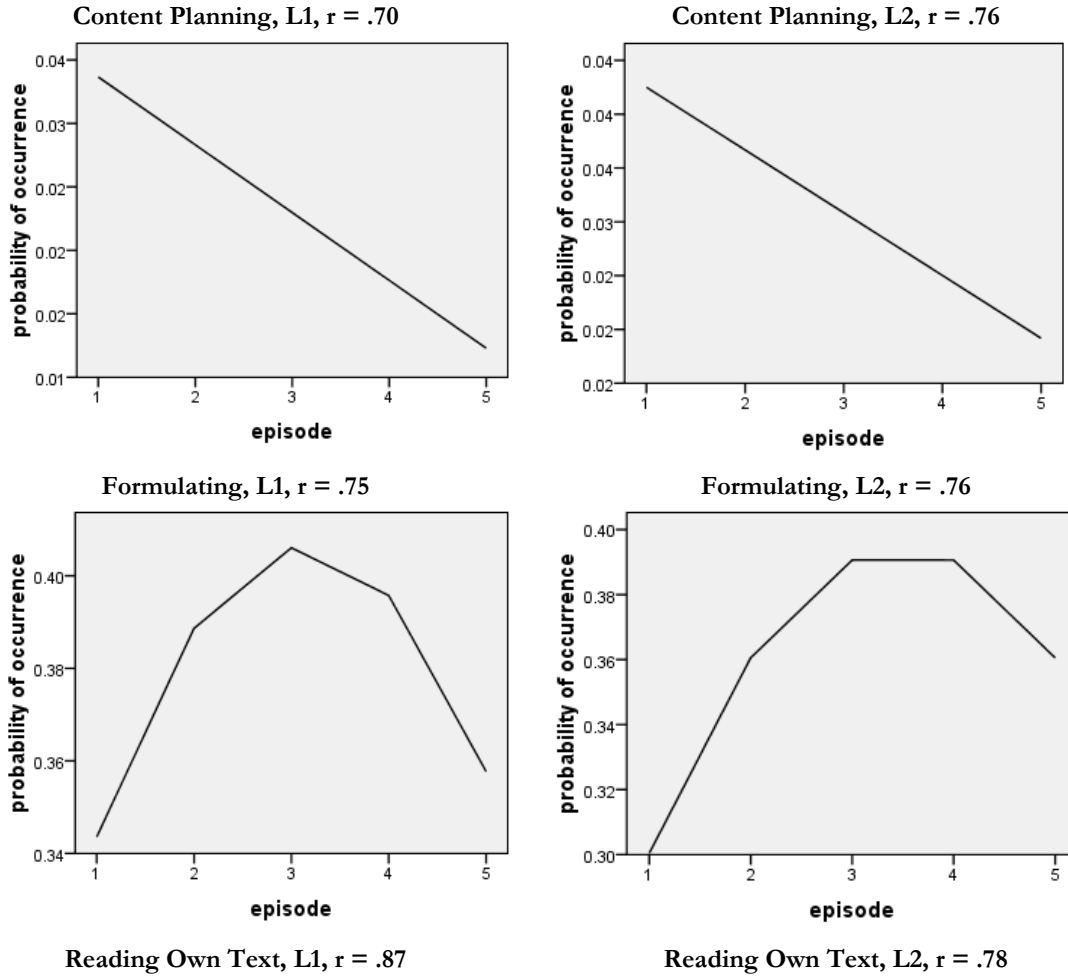 Content Planning, L1, r = .70
Content Planning, L2, r = .76
probability of occurrence
0.04
0.03
0.02
0.02
0.02
0.01
1 2 3 4 5
episode
probability of occurrence
0.04
0.04
0.04
0.03
0.02
0.02
0.02
1 2 3 4 5
episode
Formulating, L1, r = .75
Formulating, L2, r = .76
probability of occurrence
0.40
0.38
0.36
0.34
1 2 3 4 5
episode
probability of occurrence
0.40
0.38
0.36
0.34
0.32
0.30
1 2 3 4 5
episode
Reading Own Text, L1, r = .87
Reading Own Text, L2, r = .78